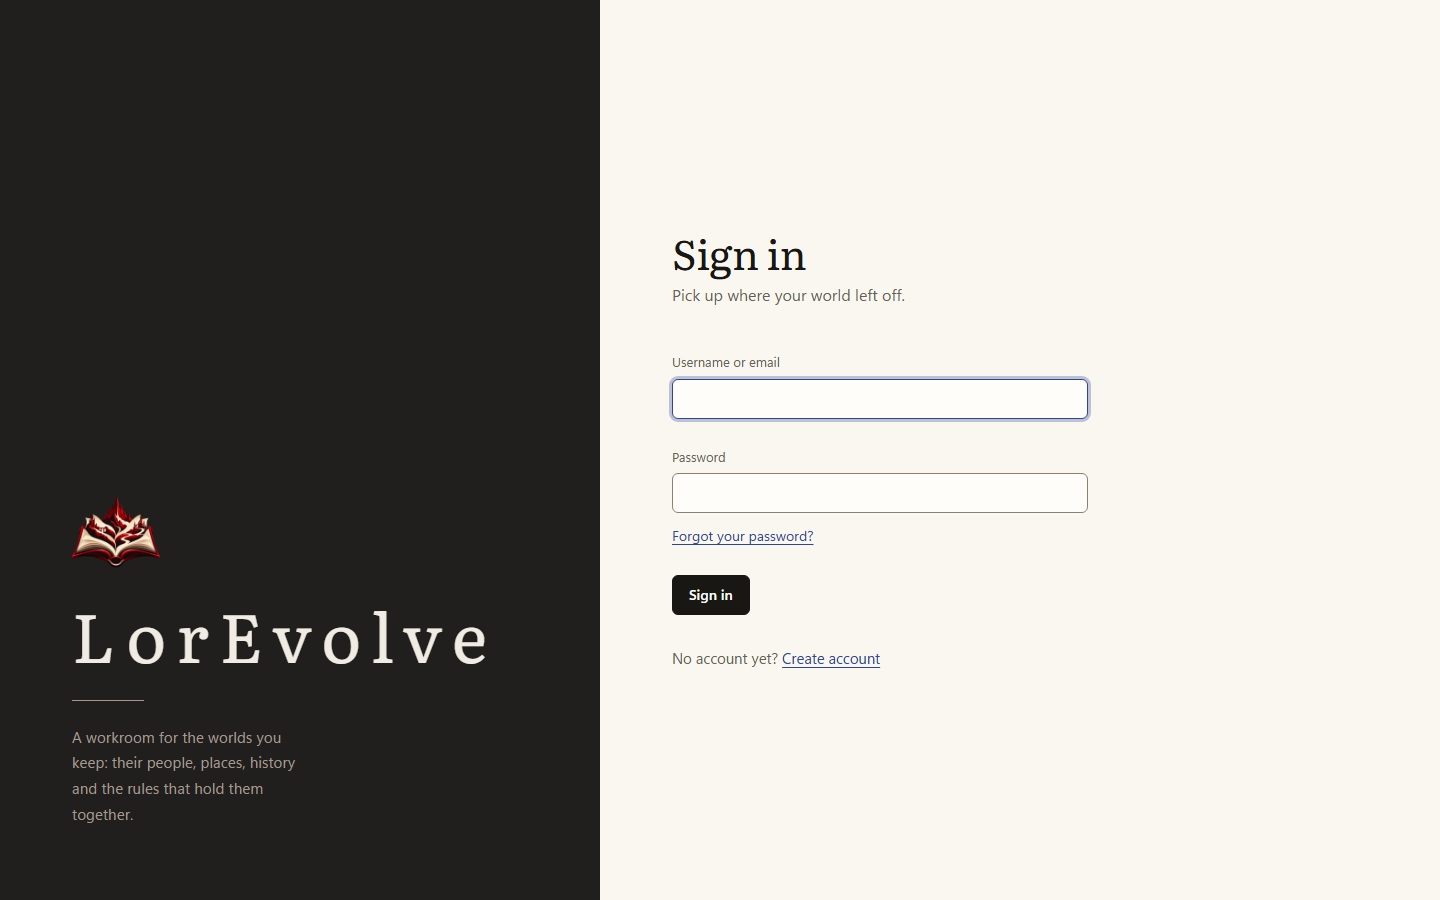 LorEvolve
A workroom for the worlds you
keep: their people, places, history
and the rules that hold them
together.
Sign in
Pick up where your world left off.
Username or email
Password
Forgot your password?
Sign in
No account yet? Create account